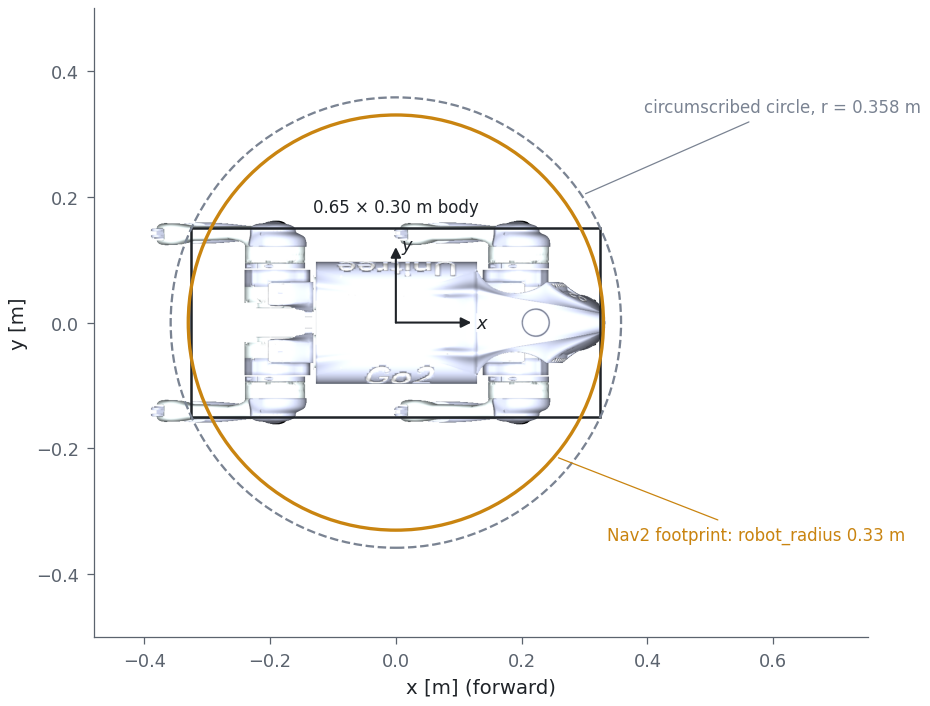 0.4
0.2
0.0
−0.2
−0.4
y [m]
circumscribed circle, r = 0.358 m
0.65 × 0.30 m body
y
Unitree
x
Go2
Nav2 footprint: robot_radius 0.33 m
−0.4
−0.2
0.0
0.2
0.4
0.6
x [m] (forward)